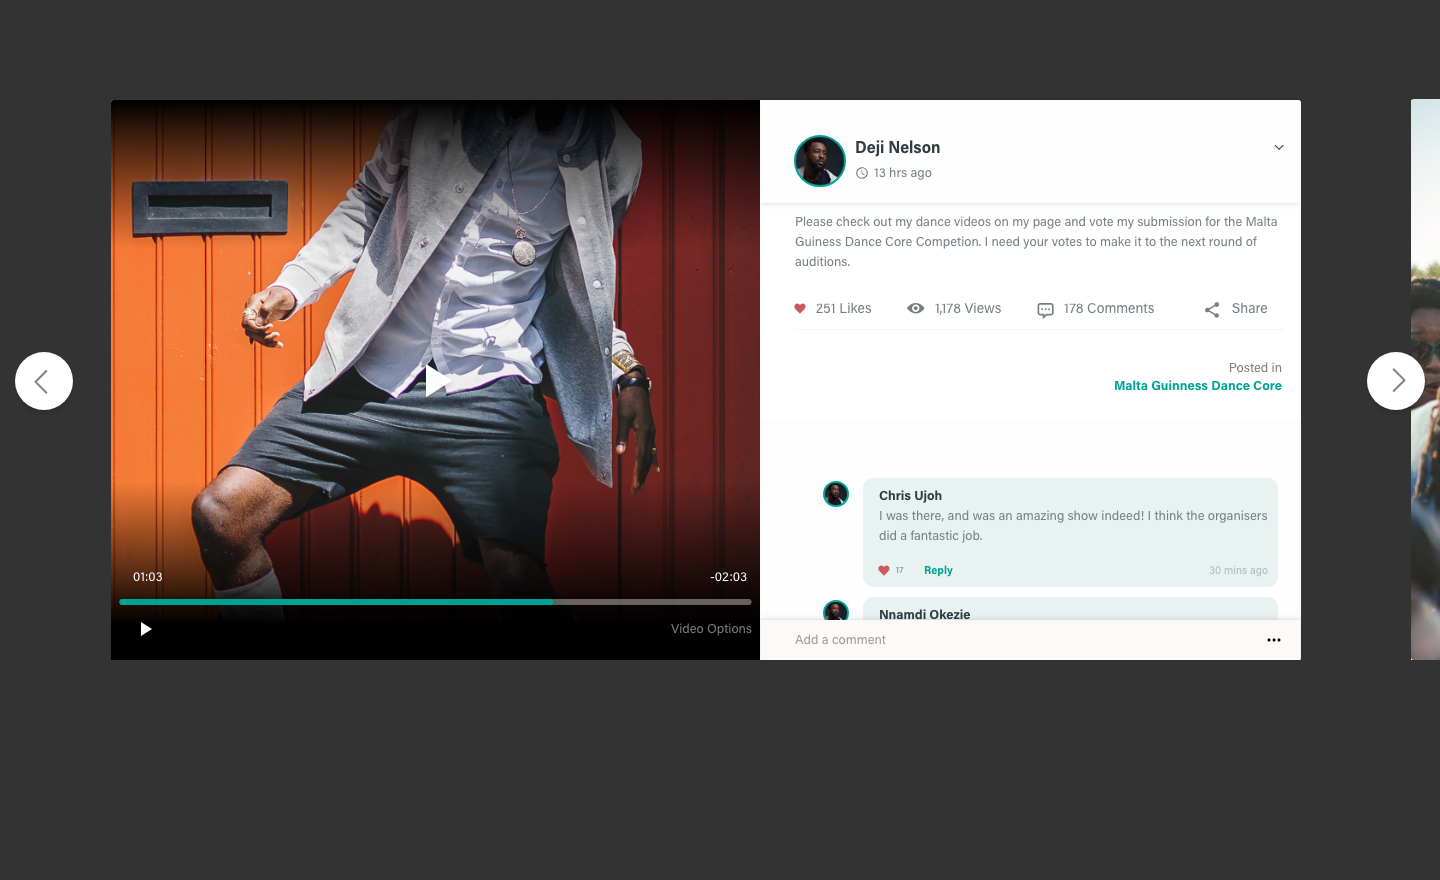 Deji Nelson
13 hrs ago
Please check out my dance videos on my page and vote my submission for the Malta
Guiness Dance Core Competion. I need your votes to make it to the next round of
auditions.
251 Likes
1,178 Views
178 Comments
Share
Posted in
Malta Guinness Dance Core
Chris Ujoh
I was there, and was an amazing show indeed! I think the organisers
did a fantastic job.
17
Reply
30 mins ago
Nnamdi Okezie
Add a comment
01:03
-02:03
Video Options